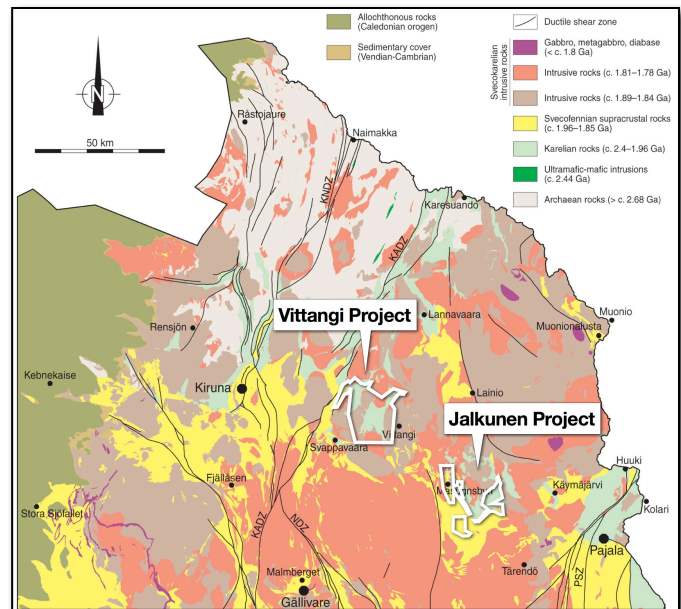 Allochthonous rocks
(Caledonian orogen)
Sedimentary cover
(Vendian-Cambrian)
Ductile shear zone
Svecokarelian
intrusive rocks
Gabbro, metagabbro, diabase
(< c. 1.8 Ga)
Intrusive rocks (c. 1.81–1.78 Ga)
Intrusive rocks (c. 1.89–1.84 Ga)
Svecofennian supracrustal rocks
(c. 1.96–1.85 Ga)
Karelian rocks (c. 2.4–1.96 Ga)
Ultramafic-mafic intrusions
(c. 2.44 Ga)
Archaean rocks (> c. 2.68 Ga)
N
50 km
Råstojaure
Naimakka
KNDZ
Karesuando
KADZ
Vittangi Project
Lannavaara
Muonio
Muonionalusta
Rensjön
Kebnekaise
Kiruna
Lainio
Jalkunen Project
Vittangi
Svappavaara
Huuki
Fjällåsen
Käymäjärvi
Kolari
Stora Sjöfallet
KADZ
NDZ
Pajala
Tärendö
PSZ
Malmberget
Gällivare